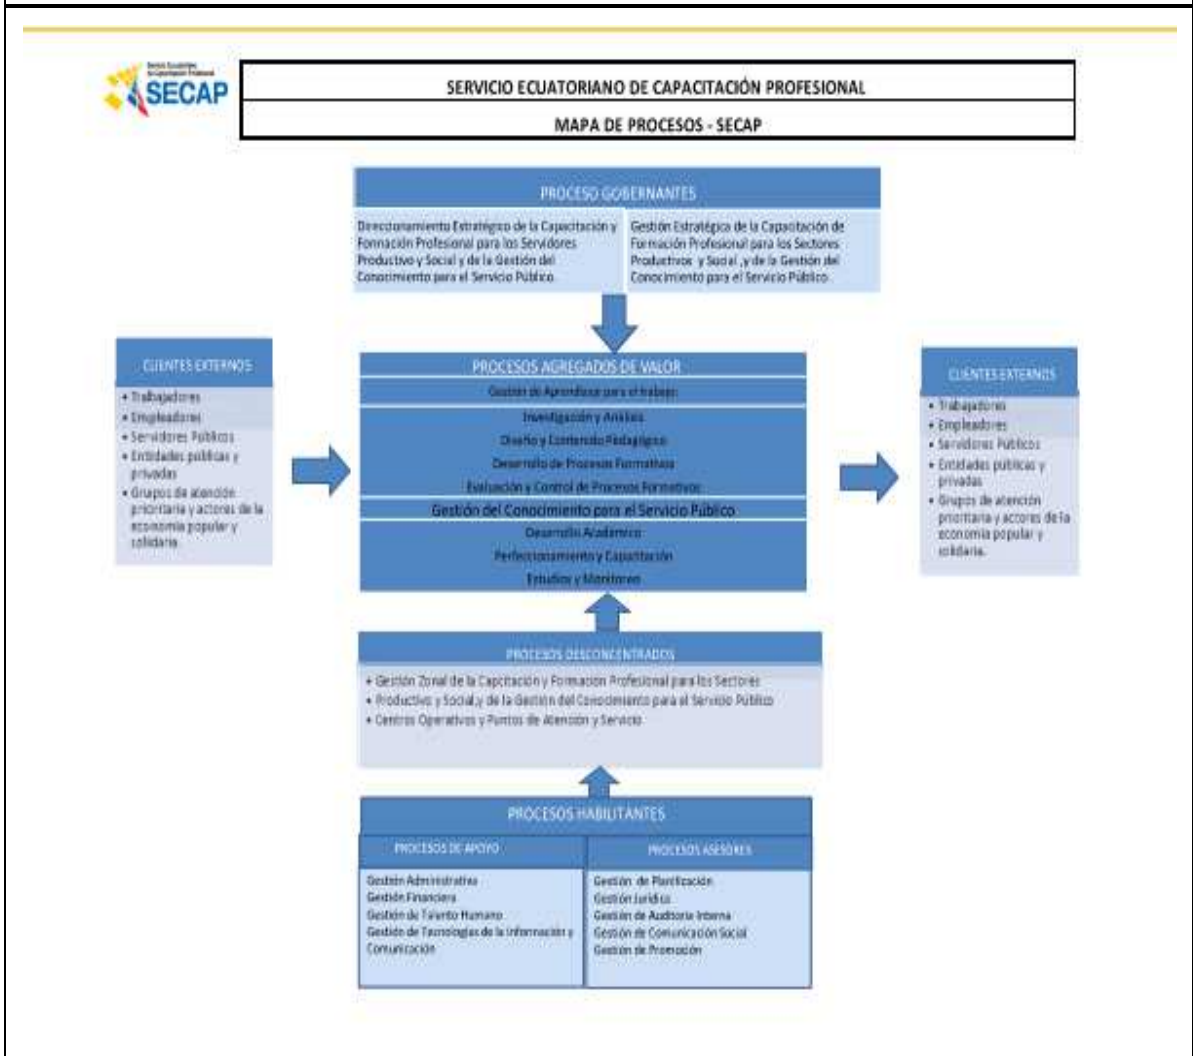 Servicio Ecuatoriano
de Capacitación Profesional
SECAP
SERVICIO ECUATORIANO DE CAPACITACIÓN PROFESIONAL
MAPA DE PROCESOS - SECAP
PROCESO GOBERNANTES
Direccionamiento Estratégico de la Capacitación y
Formación Profesional para los Servidores
Productivo y Social y de la Gestión del
Conocimiento para el Servicio Público.
Gestión Estratégica de la Capacitación de
Formación Profesional para los Sectores
Productivos y Social ,y de la Gestión del
Conocimiento para el Servicio Público.
CLIENTES EXTERNOS
• Trabajadores
• Empleadores
• Servidores Públicos
• Entidades públicas y
privadas
• Grupos de atención
prioritaria y actores de la
economía popular y
solidaria.
PROCESOS AGREGADOS DE VALOR
Gestión de Aprendizaje para el trabajo
Investigación y Análisis
Diseño y Contenido Pedagógico
Desarrollo de Procesos Formativos
Evaluación y Control de Procesos Formativos
Gestión del Conocimiento para el Servicio Público
Desarrollo Académico
Perfeccionamiento y Capacitación
Estudios y Monitoreo
CLIENTES EXTERNOS
• Trabajadores
• Empleadores
• Servidores Públicos
• Entidades públicas y
privadas
• Grupos de atención
prioritaria y actores de la
economía popular y
solidaria.
PROCESOS DESCONCENTRADOS
• Gestión Zonal de la Capcitación y Formación Profesional para los Sectores
• Productivo y Social,y de la Gestión del Conocimiento para el Servicio Público
• Centros Operativos y Puntos de Atención y Servicio
PROCESOS HABILITANTES
PROCESOS DE APOYO
Gestión Administrativa
Gestión Financiera
Gestión de Talento Humano
Gestión de Tecnologías de la Información y
Comunicación
PROCESOS ASESORES
Gestión de Planificación
Gestión Jurídica
Gestión de Auditoría Interna
Gestión de Comunicación Social
Gestión de Promoción